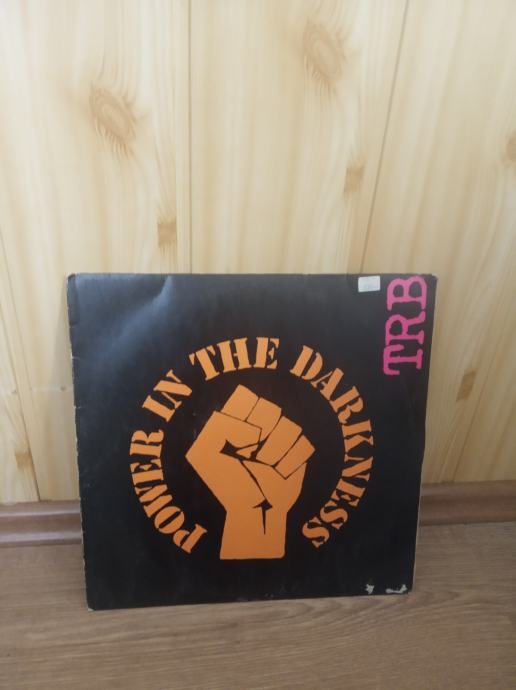 TRB
POWER IN THE DARKNESS